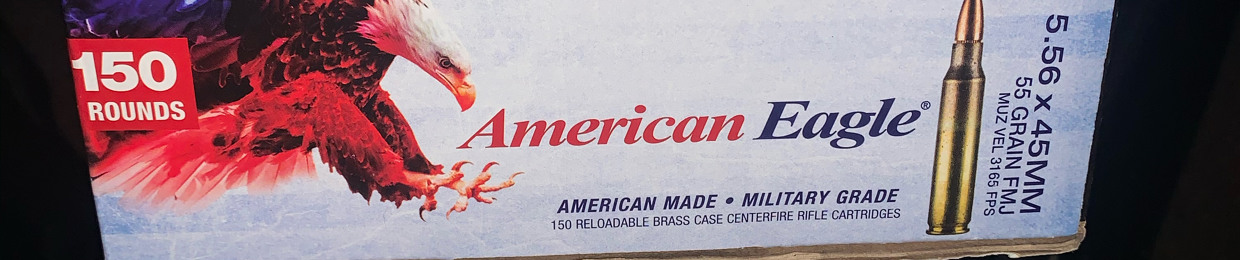 150
ROUNDS
American Eagle®
AMERICAN MADE • MILITARY GRADE
150 RELOADABLE BRASS CASE CENTERFIRE RIFLE CARTRIDGES
5.56 x 45MM
55 GRAIN FMJ
MUZ VEL 3165 FPS